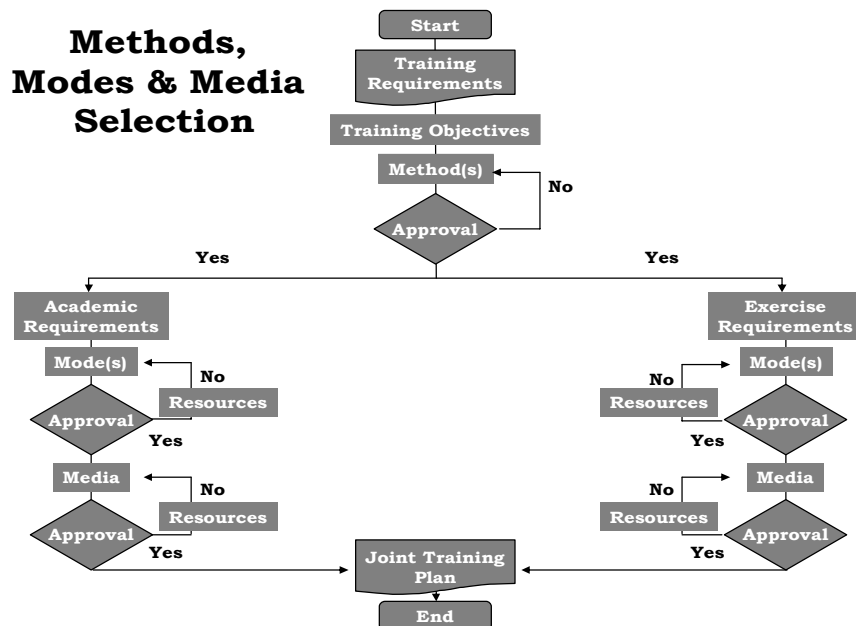 Methods,
Modes & Media
Selection
Start
Training
Requirements
Training Objectives
Method(s)
No
Approval
Yes
Yes
Academic
Requirements
Exercise
Requirements
Mode(s)
No
Resources
Approval
Yes
Media
No
Resources
Approval
Yes
Mode(s)
No
Resources
Approval
Yes
Media
No
Resources
Approval
Yes
Joint Training
Plan
End